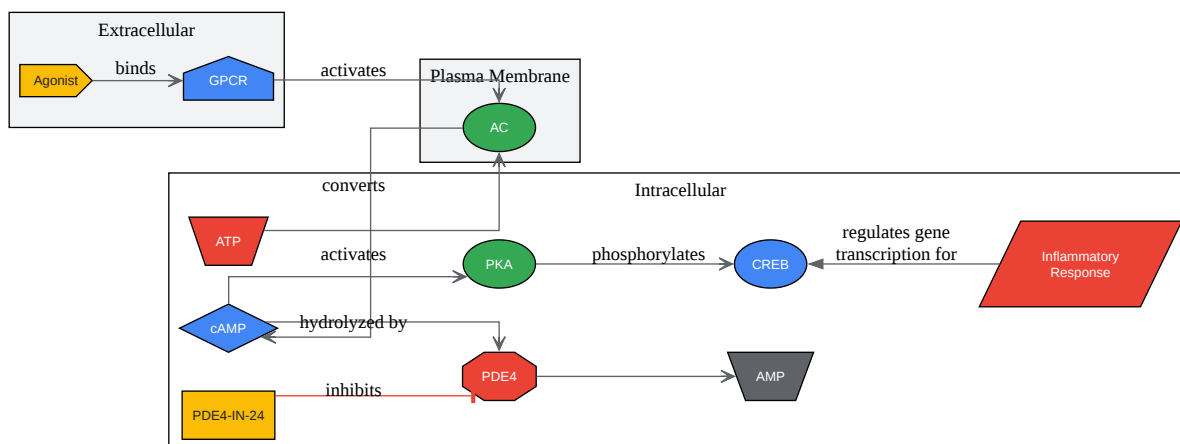 Extracellular
Agonist
binds
GPCR
activates
Plasma Membrane
AC
converts
Intracellular
ATP
activates
PKA
phosphorylates
CREB
regulates gene
transcription for
Inflammatory
Response
cAMP
hydrolyzed by
PDE4
AMP
inhibits
PDE4-IN-24